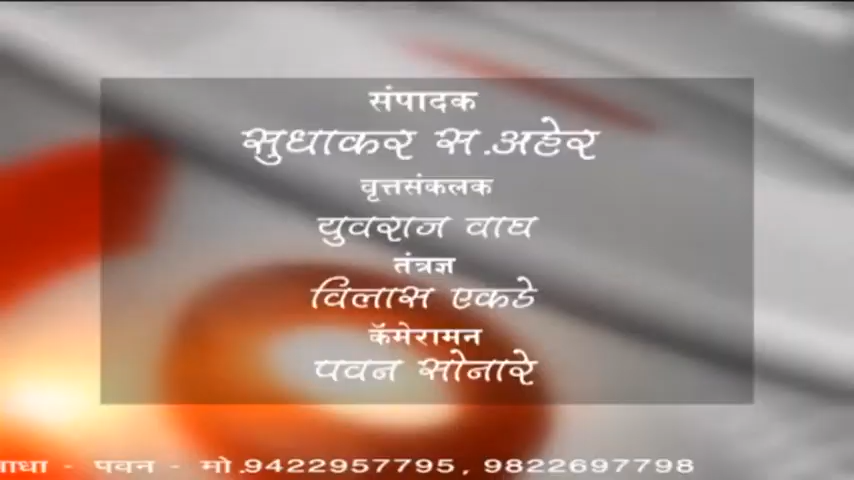 संपादक
सुधाकर स.अहेर
वृत्तसंकलक
युवराज वाघ
तंत्रज्ञ
विलास एकडे
कॅमेरामन
पवन सोनारे
- पवन - मो.9422957795, 9822697798